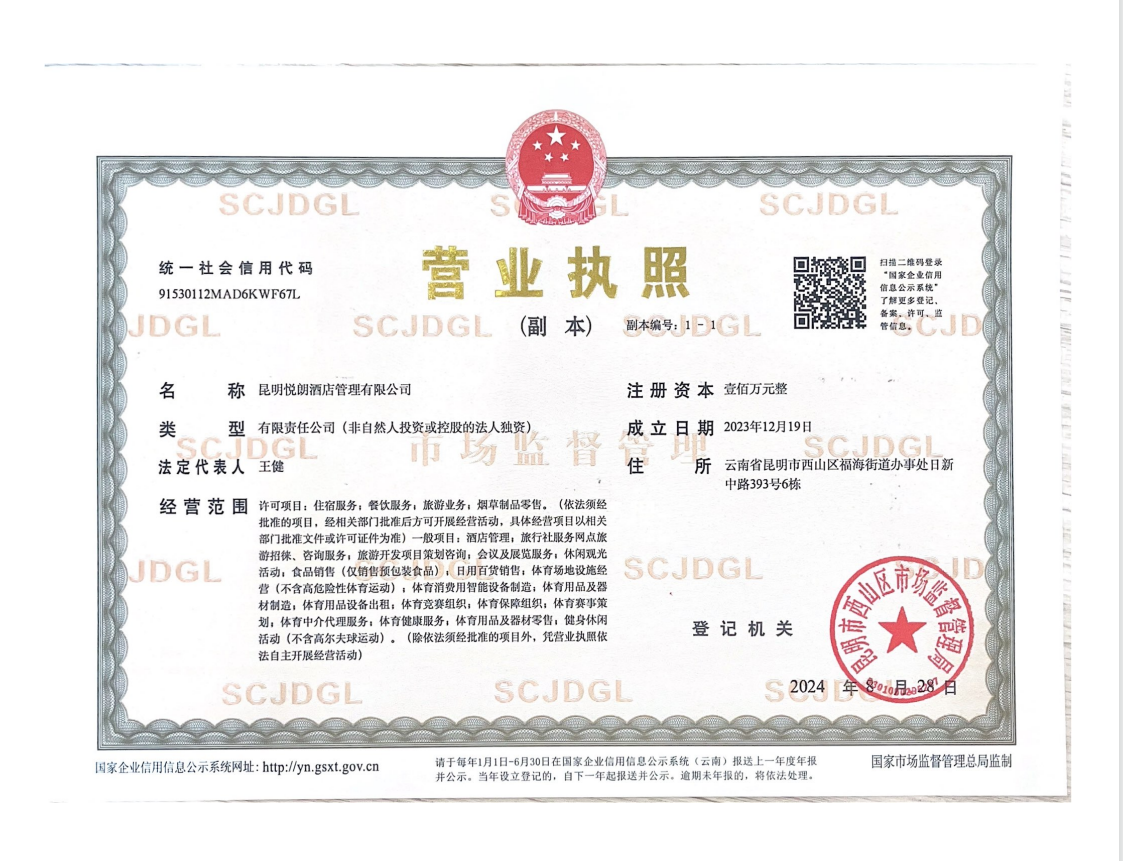 SCJDGL SCJDGL SCJDGL
营业执照
统一社会信用代码
91530112MAD6KWF67L
扫描二维码登录
“国家企业信用
信息公示系统”
了解更多登记、
备案、许可、监
管信息。
JDGL SCJDGL SCJDGL SCJD
（副 本） 副本编号：1 - 1
名 称 昆明悦朗酒店管理有限公司
注册资本 壹佰万元整
类 型 有限责任公司（非自然人投资或控股的法人独资）
成立日期 2023年12月19日
SCJDGL 市场监督管理 SCJDGL
法定代表人 王健
住 所 云南省昆明市西山区福海街道办事处日新
中路393号6栋
经营范围 许可项目：住宿服务；餐饮服务；旅游业务；烟草制品零售。（依法须经
批准的项目，经相关部门批准后方可开展经营活动，具体经营项目以相关
部门批准文件或许可证件为准）一般项目：酒店管理；旅行社服务网点旅
游招徕、咨询服务；旅游开发项目策划咨询；会议及展览服务；休闲观光
活动；食品销售（仅销售预包装食品）；日用百货销售；体育场地设施经
营（不含高危险性体育运动）；体育消费用智能设备制造；体育用品及器
材制造；体育用品设备出租；体育竞赛组织；体育保障组织；体育赛事策
划；体育中介代理服务；体育健康服务；体育用品及器材零售；健身休闲
活动（不含高尔夫球运动）。（除依法须经批准的项目外，凭营业执照依
法自主开展经营活动）
JDGL SCJDGL SCJDGL SCJD
登记机关
昆明市西山区市场监督管理局
2024 年 8 月 28 日
SCJDGL SCJDGL SCJDGL
国家企业信用信息公示系统网址：http://yn.gsxt.gov.cn
请于每年1月1日-6月30日在国家企业信用信息公示系统（云南）报送上一年度年报
并公示。当年设立登记的，自下一年起报送并公示。逾期未年报的，将依法处理。
国家市场监督管理总局监制